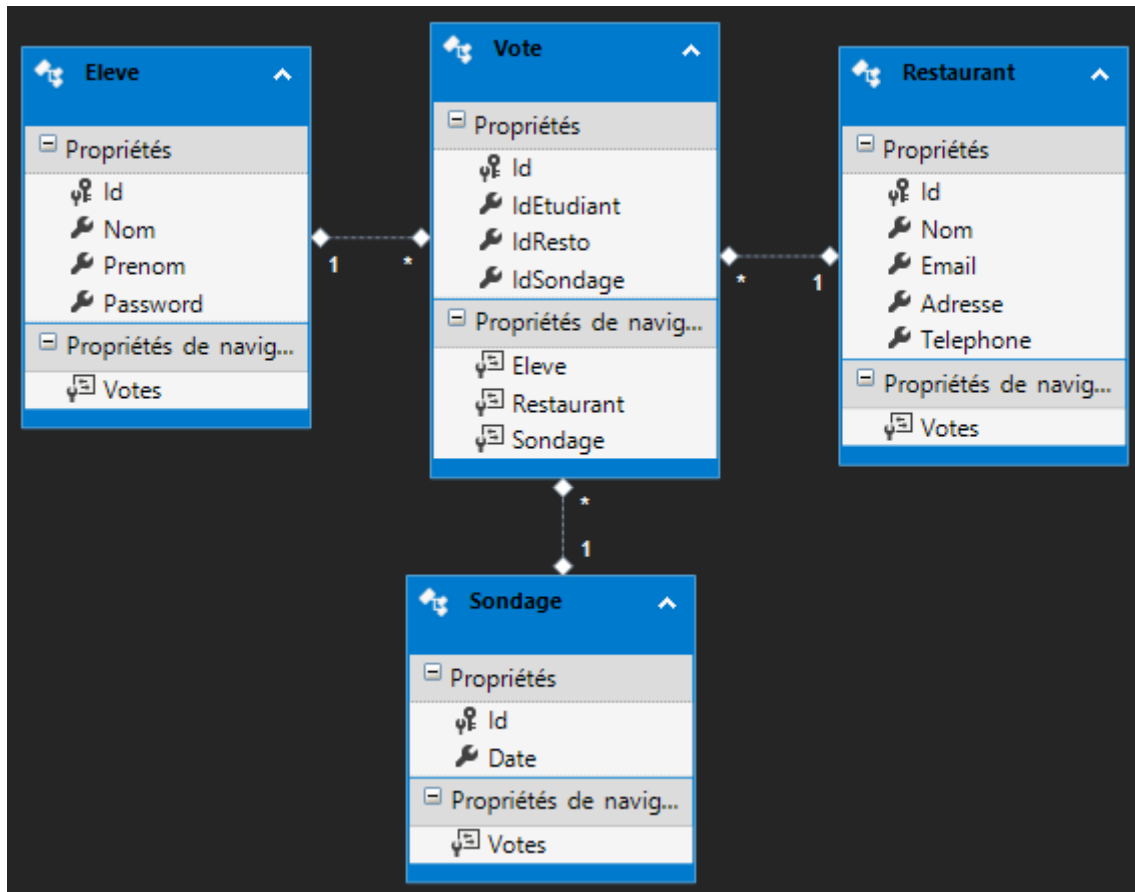 Eleve
Propriétés
Id
Nom
Prenom
Password
Propriétés de navig...
Votes
1
*
Vote
Propriétés
Id
IdEtudiant
IdResto
IdSondage
Propriétés de navig...
Eleve
Restaurant
Sondage
*
1
Restaurant
Propriétés
Id
Nom
Email
Adresse
Telephone
Propriétés de navig...
Votes
*
1
Sondage
Propriétés
Id
Date
Propriétés de navig...
Votes